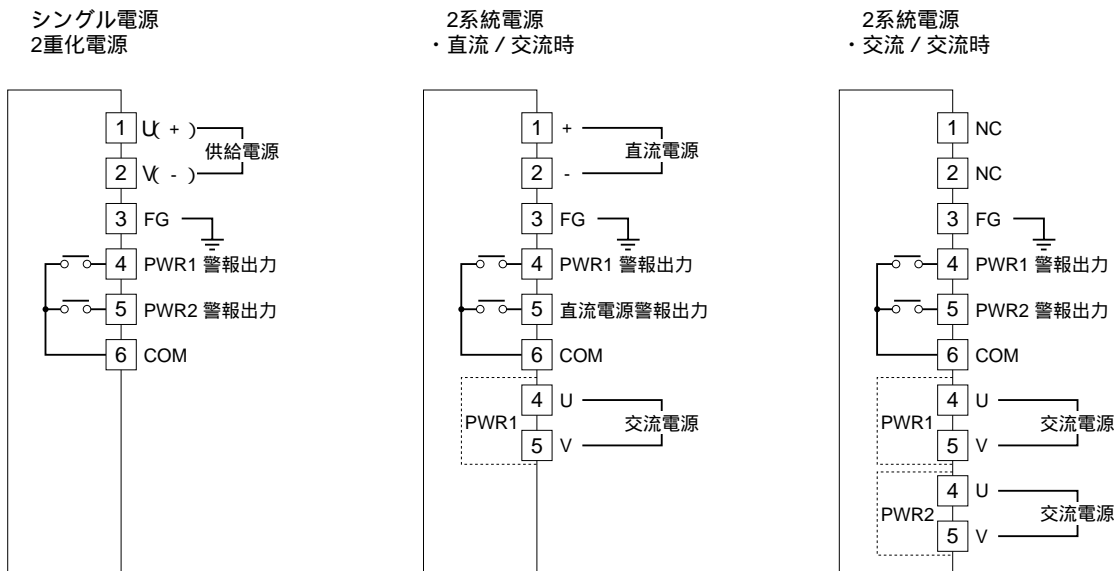 シングル電源
2重化電源
1 U( + )
供給電源
2 V( - )
3 FG
4 PWR1 警報出力
5 PWR2 警報出力
6 COM
2系統電源
・直流 / 交流時
1 +
直流電源
2 -
3 FG
4 PWR1 警報出力
5 直流電源警報出力
6 COM
PWR1
4 U
交流電源
5 V
2系統電源
・交流 / 交流時
1 NC
2 NC
3 FG
4 PWR1 警報出力
5 PWR2 警報出力
6 COM
PWR1
4 U
交流電源
5 V
PWR2
4 U
交流電源
5 V